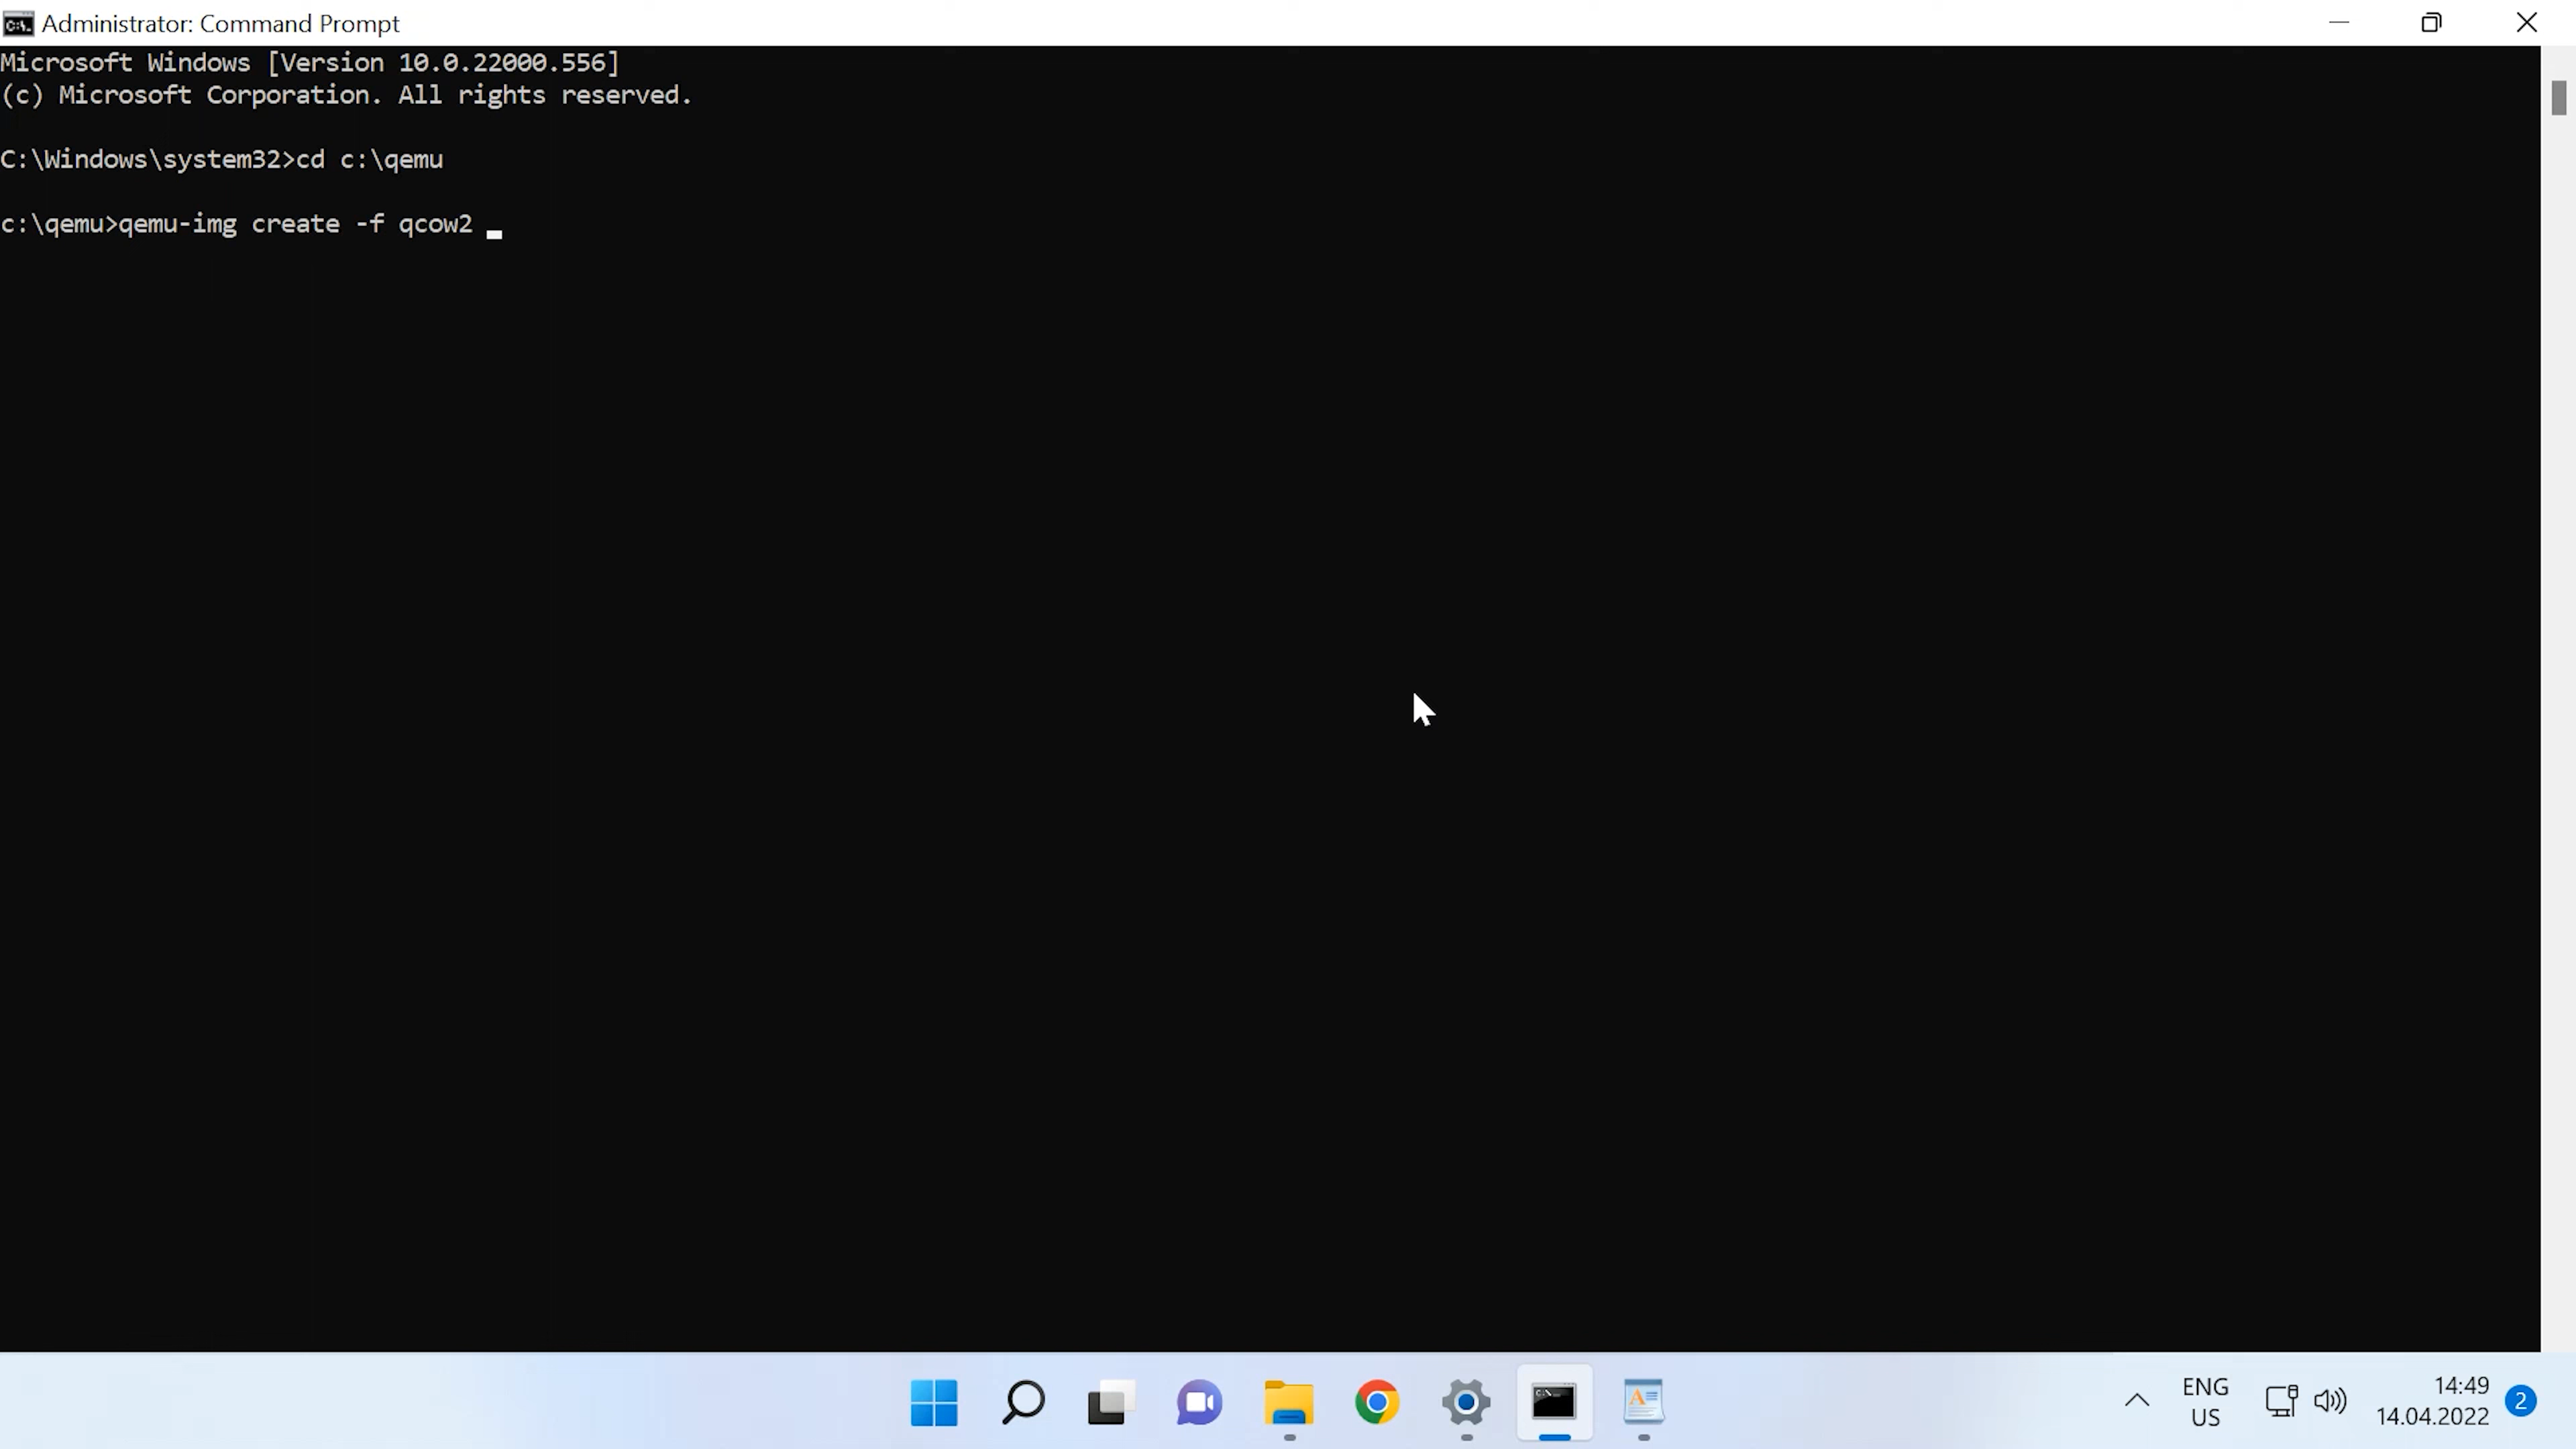 Administrator: Command Prompt
Microsoft Windows [Version 10.0.22000.556]
(c) Microsoft Corporation. All rights reserved.
C:\Windows\system32>cd c:\qemu
c:\qemu>qemu-img create -f qcow2
ENG
US
14:49
14.04.2022
2